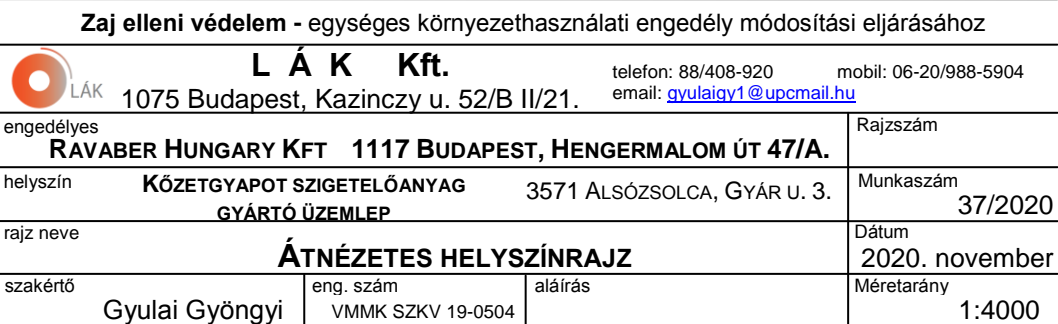 Zaj elleni védelem - egységes környezethasználati engedély módosítási eljárásához
LÁK
L Á K Kft.
1075 Budapest, Kazinczy u. 52/B II/21.
telefon: 88/408-920 mobil: 06-20/988-5904
email: gyulaigy1@upcmail.hu
engedélyes
RAVABER HUNGARY KFT 1117 BUDAPEST, HENGERMALOM ÚT 47/A.
Rajzszám
helyszín
KŐZETGYAPOT SZIGETELŐANYAG
GYÁRTÓ ÜZEMLEP
3571 ALSÓZSOLCA, GYÁR U. 3.
Munkaszám
37/2020
rajz neve
ÁTNÉZETES HELYSZÍNRAJZ
Dátum
2020. november
szakértő
Gyulai Gyöngyi
eng. szám
VMMK SZKV 19-0504
aláírás
Méretarány
1:4000